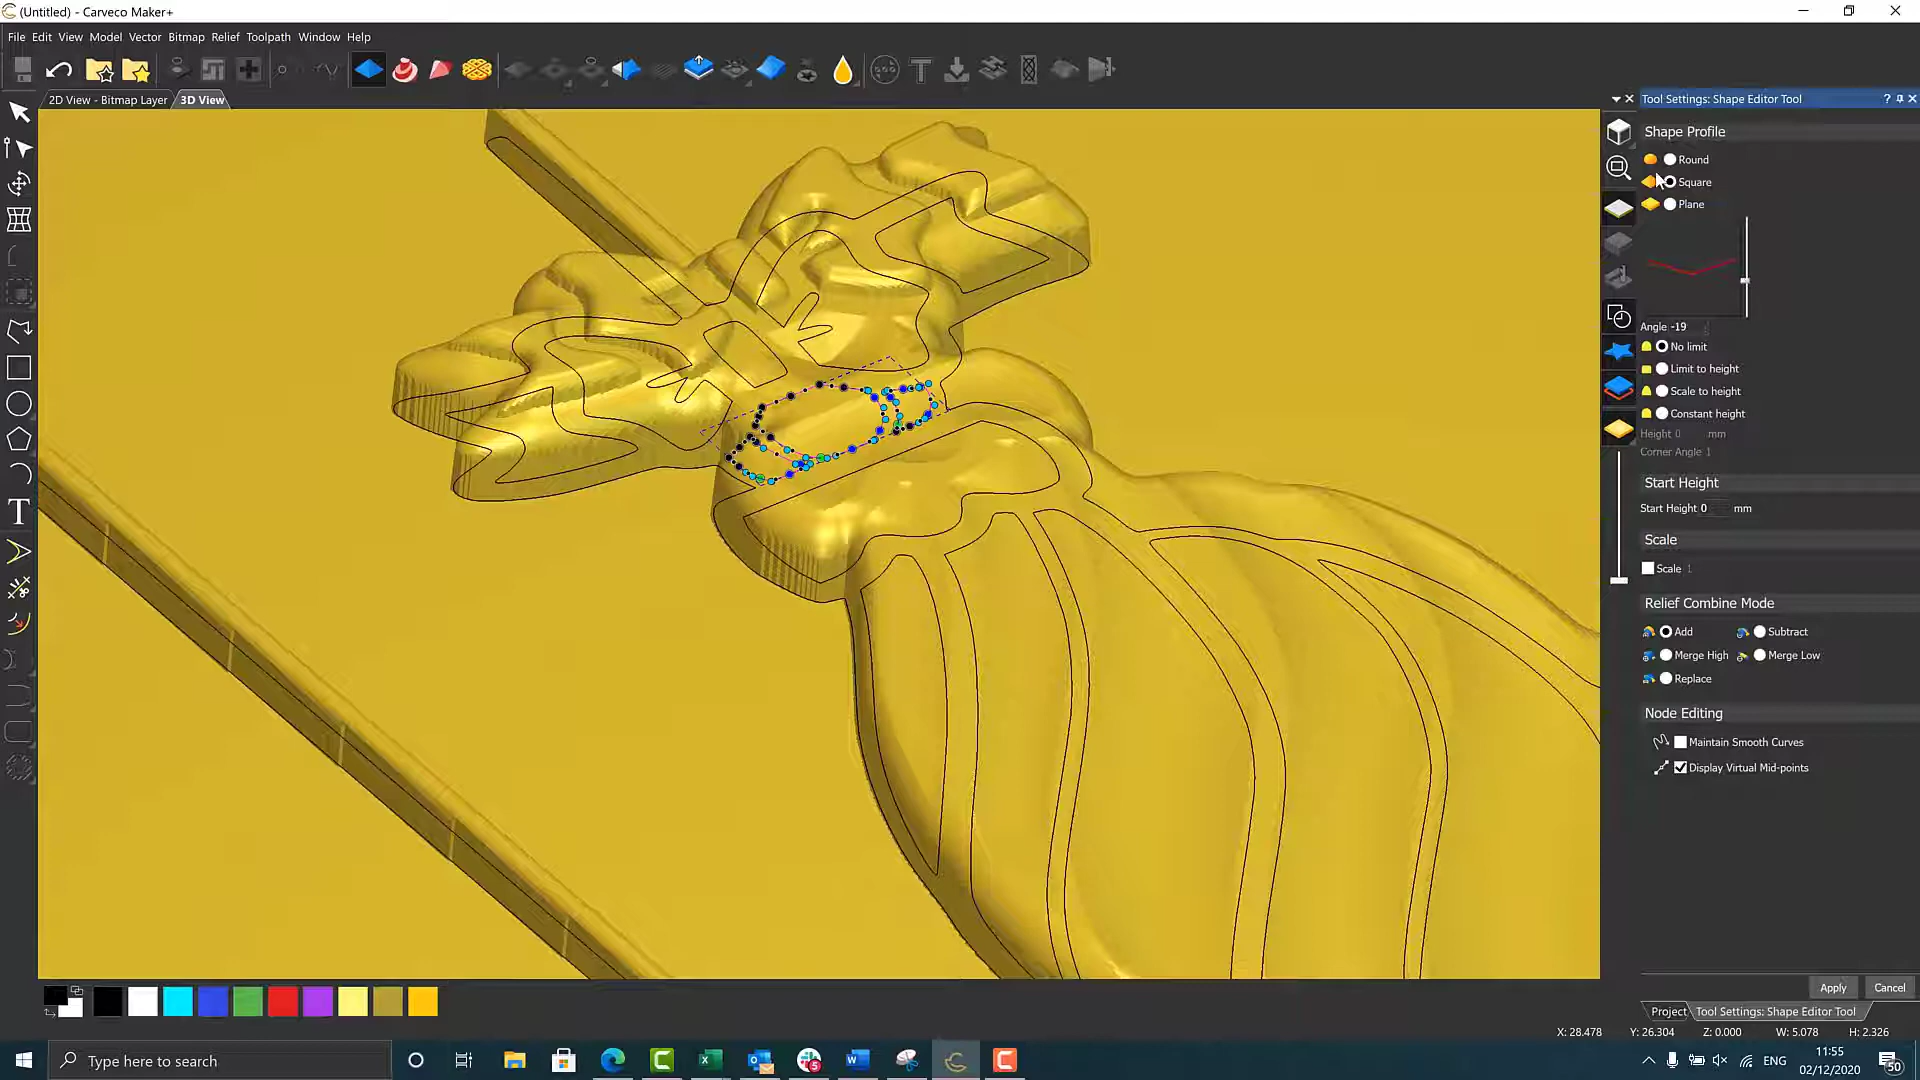 (Untitled) - Carveco Maker+
File Edit View Model Vector Bitmap Relief Toolpath Window Help
2D View - Bitmap Layer 3D View
Tool Settings: Shape Editor Tool
Shape Profile
Round
Square
Plane
Angle -19
No limit
Limit to height
Scale to height
Constant height
Height 0 mm
Corner Angle 1
Start Height
Start Height 0 mm
Scale
Scale 1
Relief Combine Mode
Add Subtract
Merge High Merge Low
Replace
Node Editing
Maintain Smooth Curves
Display Virtual Mid-points
Apply Cancel
Project Tool Settings: Shape Editor Tool
X: 28.478 Y: 26.304 Z: 0.000 W: 5.078 H: 2.326
Type here to search
ENG
11:55
02/12/2020
50